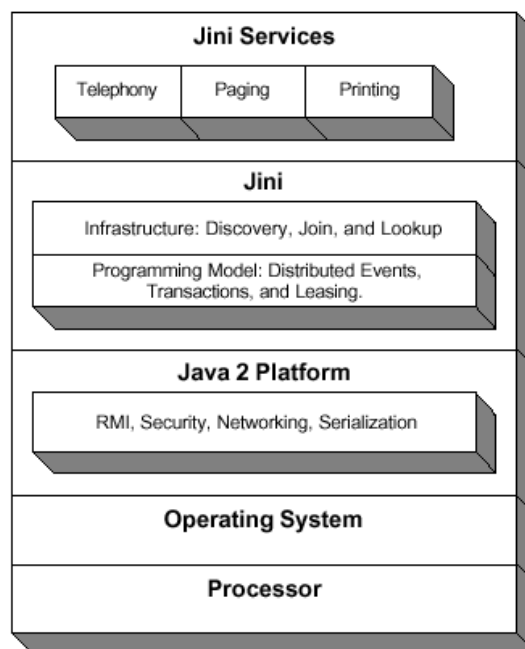 Jini Services
Telephony
Paging
Printing
Jini
Infrastructure: Discovery, Join, and Lookup
Programming Model: Distributed Events,
Transactions, and Leasing.
Java 2 Platform
RMI, Security, Networking, Serialization
Operating System
Processor